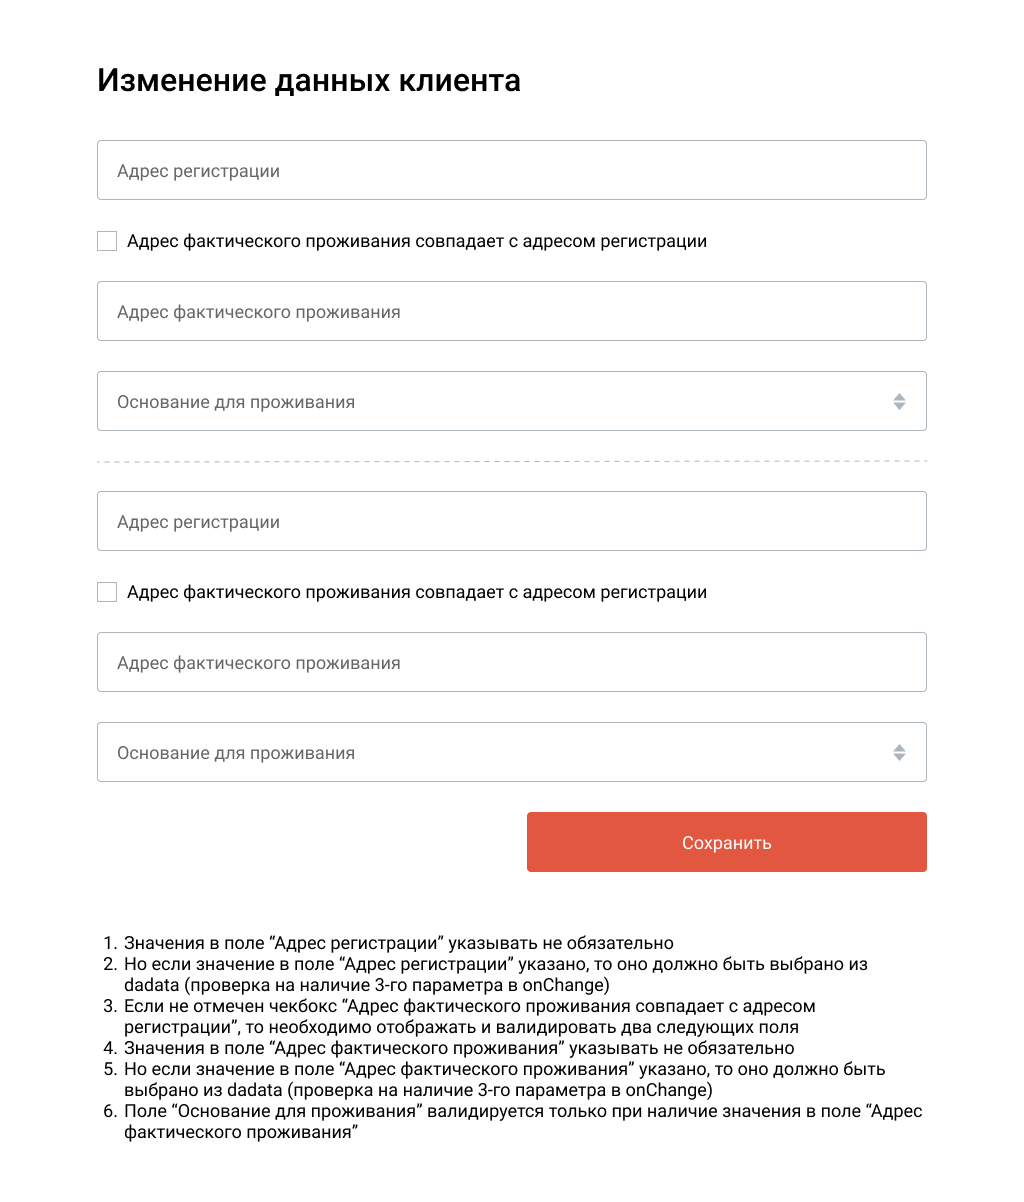 Изменение данных клиента
Адрес регистрации
Адрес фактического проживания совпадает с адресом регистрации
Адрес фактического проживания
Основание для проживания
Адрес регистрации
Адрес фактического проживания совпадает с адресом регистрации
Адрес фактического проживания
Основание для проживания
Сохранить
1. Значения в поле “Адрес регистрации” указывать не обязательно
2. Но если значение в поле “Адрес регистрации” указано, то оно должно быть выбрано из
dadata (проверка на наличие 3-го параметра в onChange)
3. Если не отмечен чекбокс “Адрес фактического проживания совпадает с адресом
регистрации”, то необходимо отображать и валидировать два следующих поля
4. Значения в поле “Адрес фактического проживания” указывать не обязательно
5. Но если значение в поле “Адрес фактического проживания” указано, то оно должно быть
выбрано из dadata (проверка на наличие 3-го параметра в onChange)
6. Поле “Основание для проживания” валидируется только при наличие значения в поле “Адрес
фактического проживания”